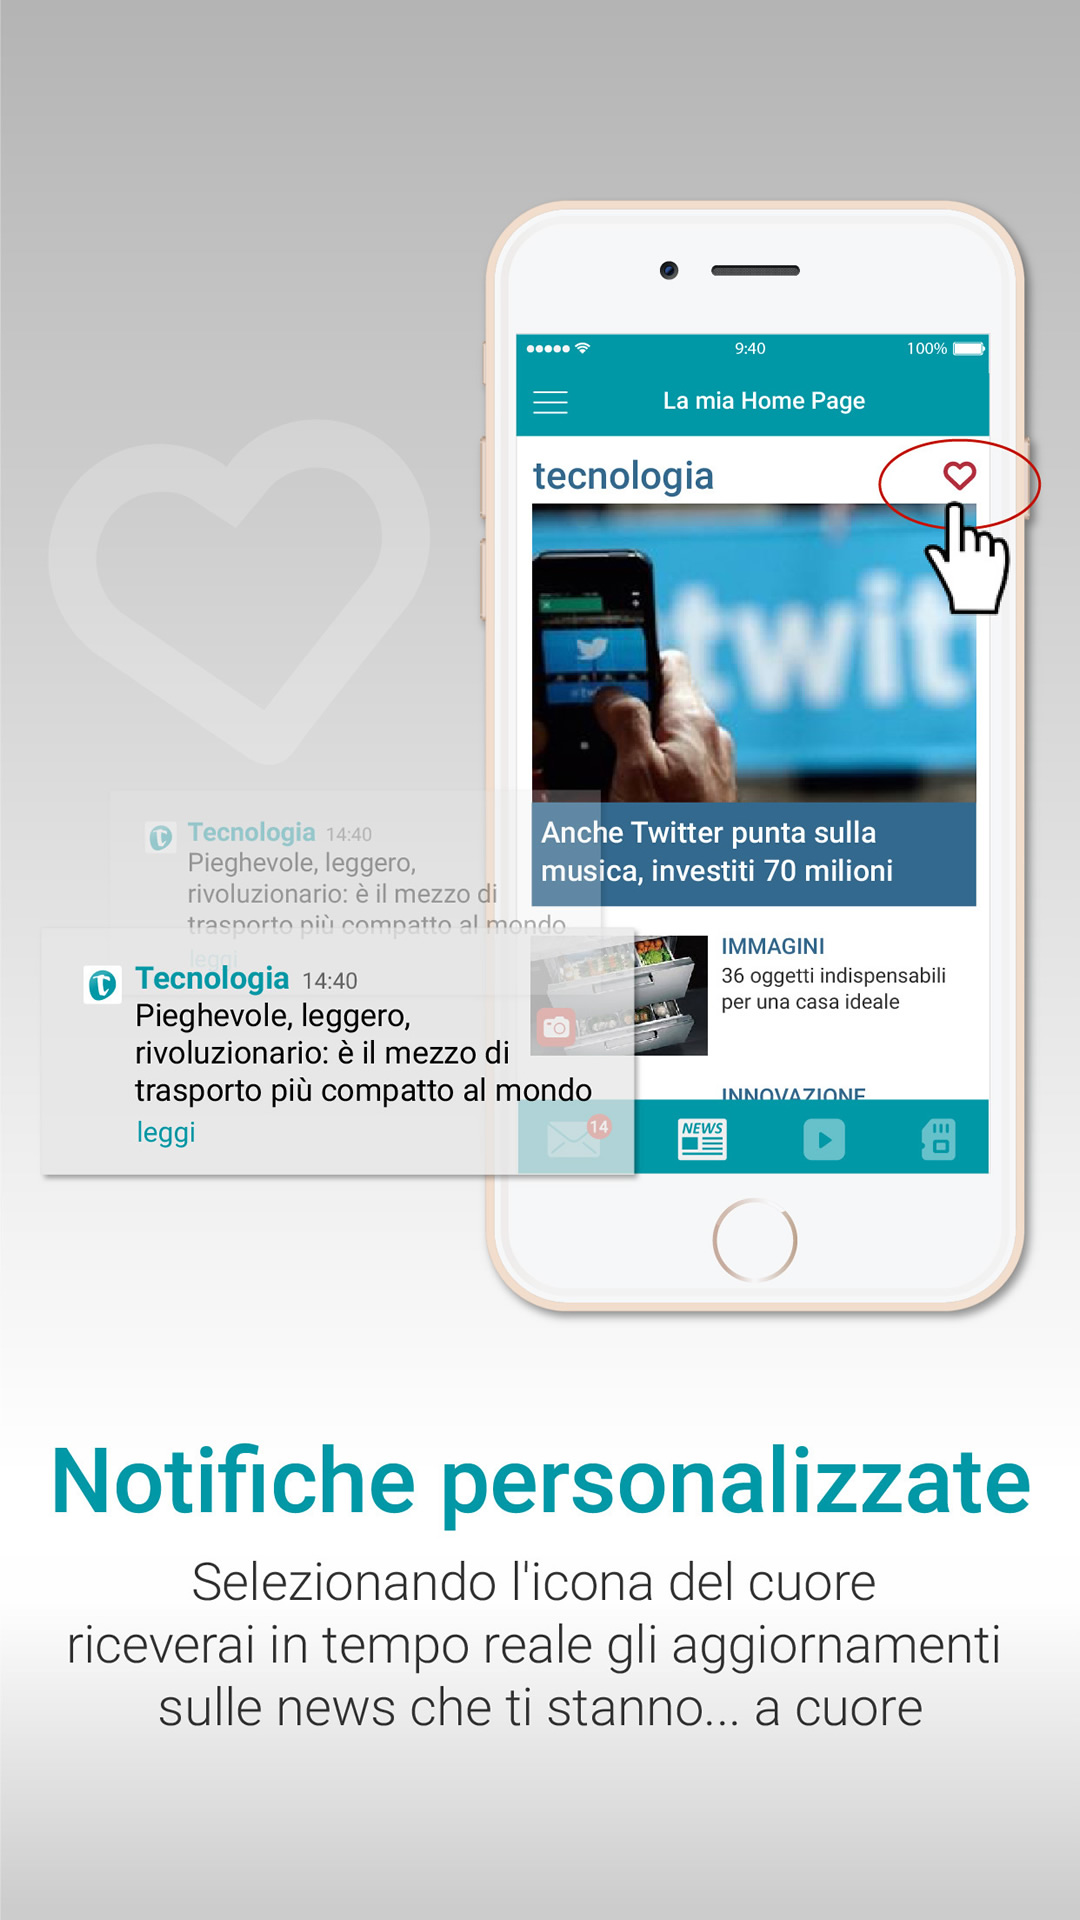 9:40
100%
La mia Home Page
tecnologia
twit
Anche Twitter punta sulla
musica, investiti 70 milioni
Tecnologia 14:40
Pieghevole, leggero,
rivoluzionario: è il mezzo di
trasporto più compatto al mondo
leggi
IMMAGINI
36 oggetti indispensabili
per una casa ideale
INNOVAZIONE
Tecnologia 14:40
Pieghevole, leggero,
rivoluzionario: è il mezzo di
trasporto più compatto al mondo
leggi
14
NEWS
Notifiche personalizzate
Selezionando l'icona del cuore
riceverai in tempo reale gli aggiornamenti
sulle news che ti stanno... a cuore